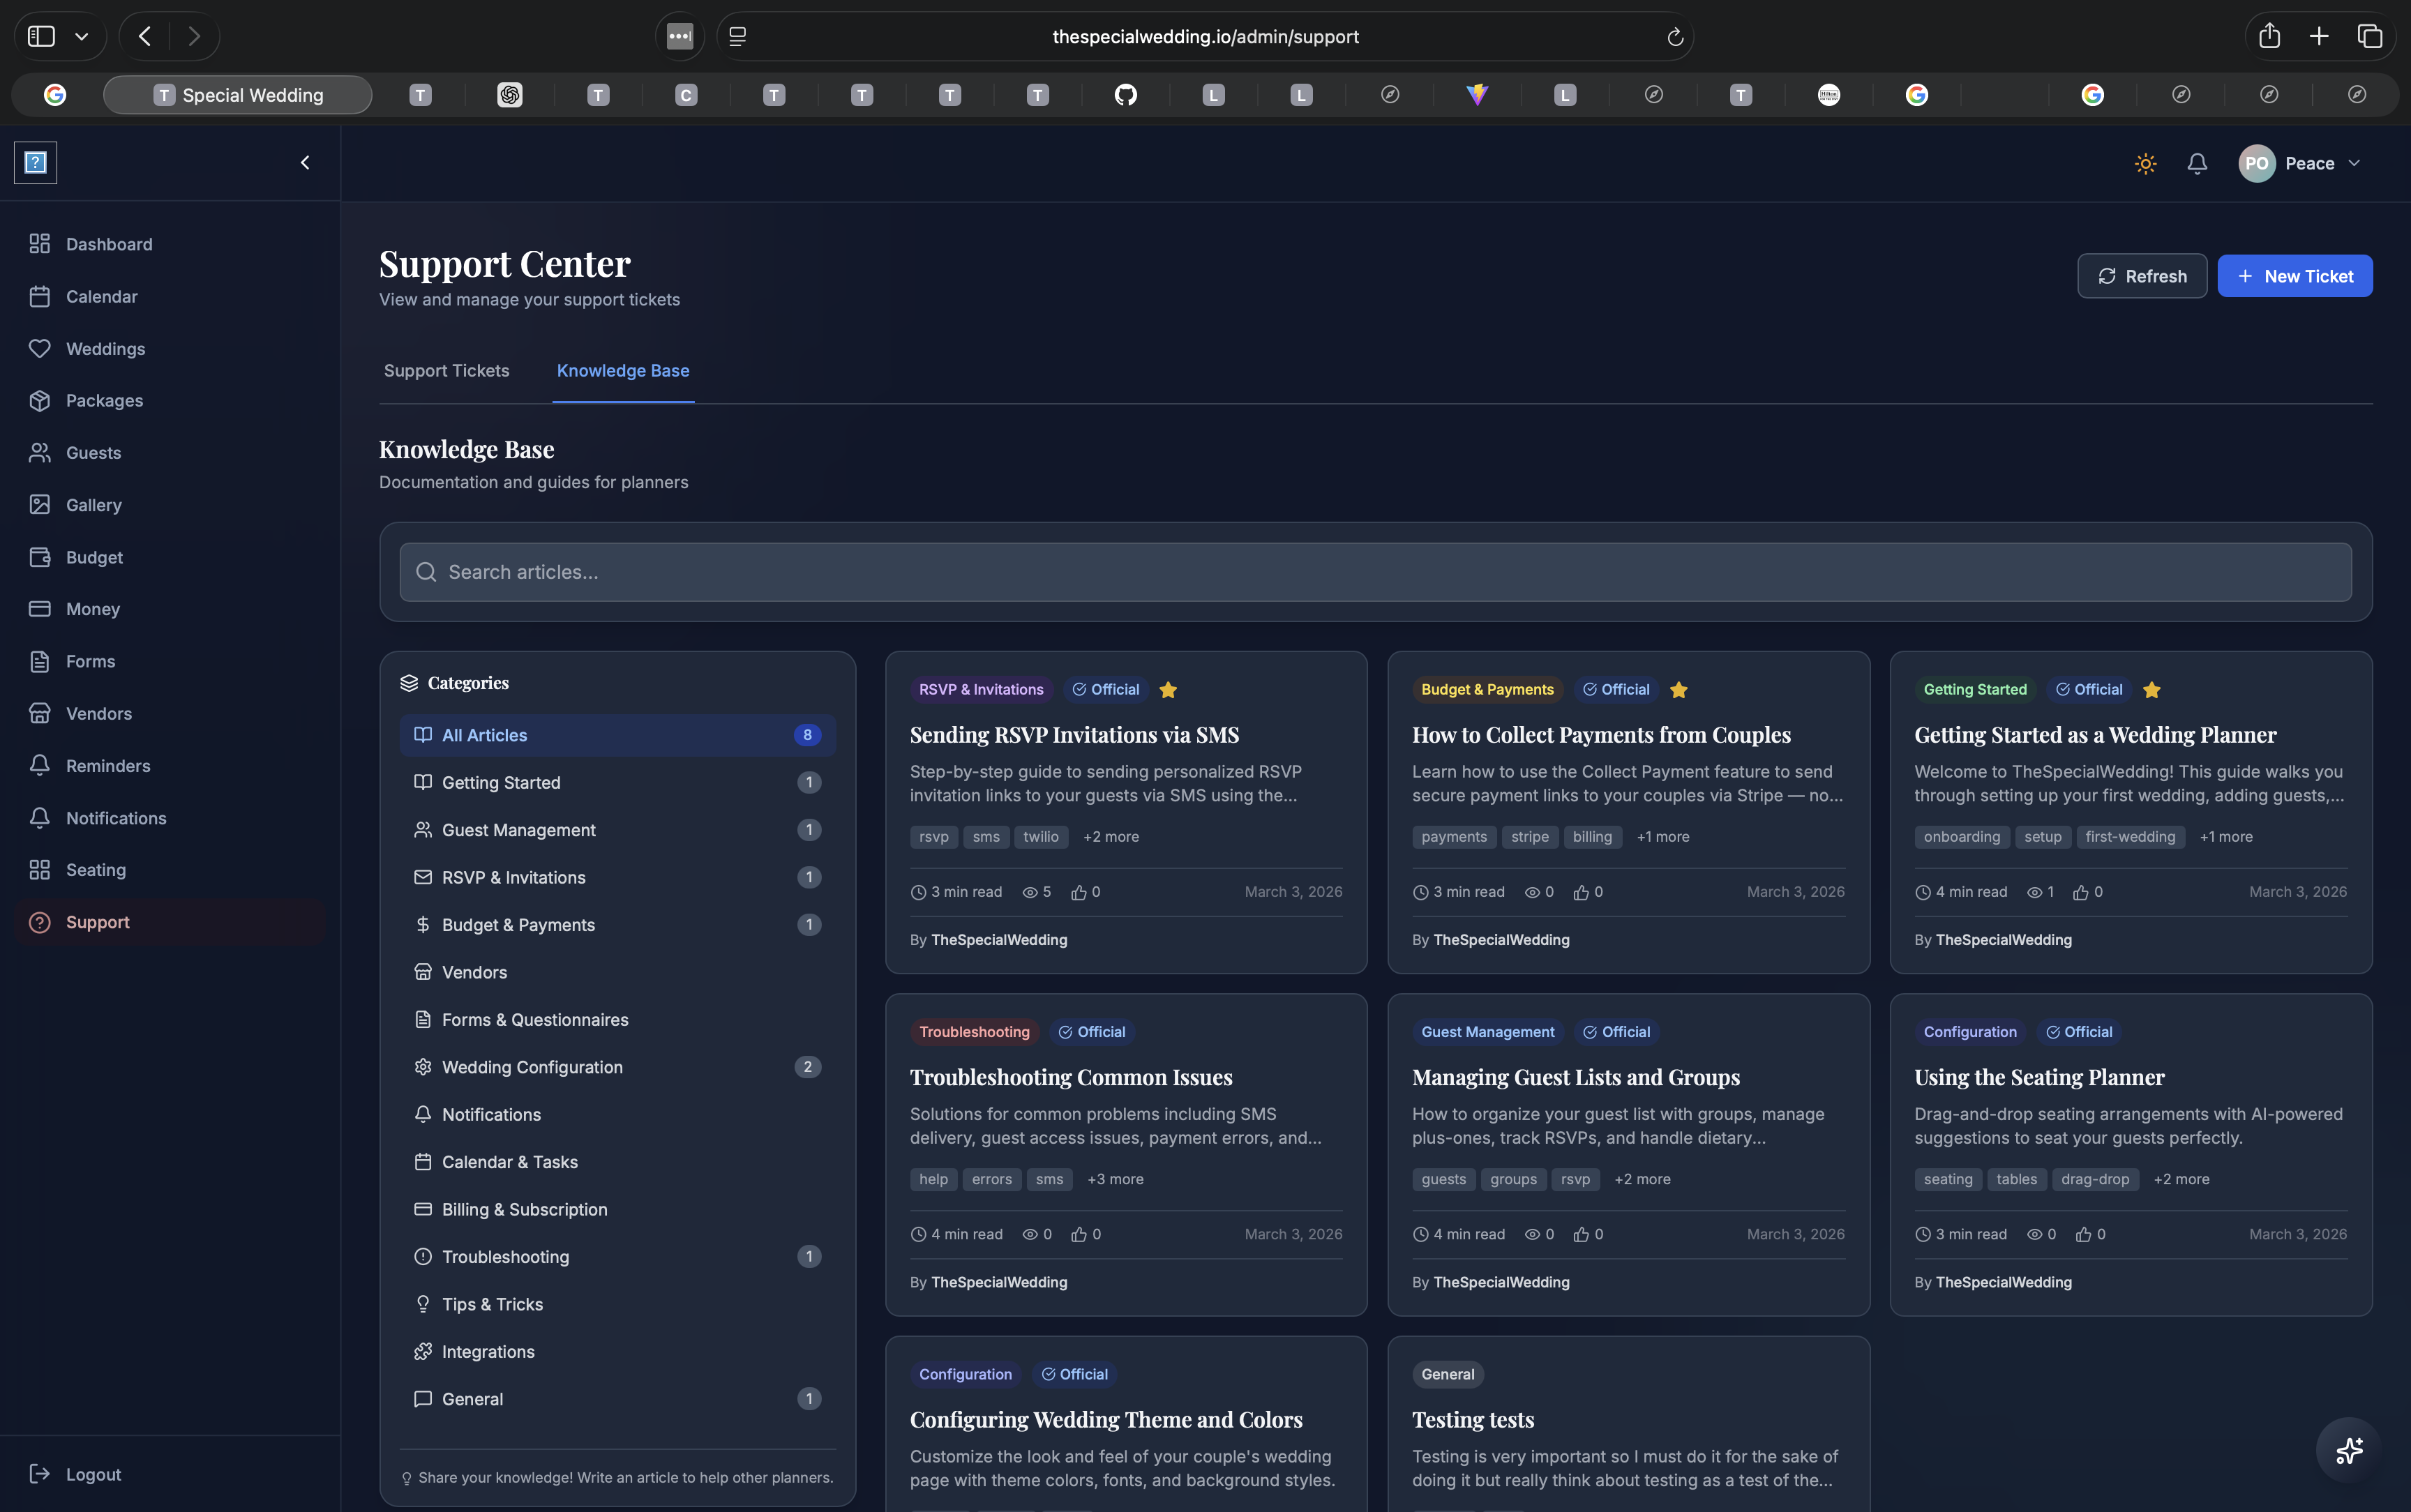 thespecialwedding.io/admin/support
T Special Wedding
T
T
C
T
T
T
T
L
L
L
T
Hilton
?
PO Peace
Dashboard
Calendar
Weddings
Packages
Guests
Gallery
Budget
Money
Forms
Vendors
Reminders
Notifications
Seating
Support
Logout
Support Center
View and manage your support tickets
Refresh
New Ticket
Support Tickets
Knowledge Base
Knowledge Base
Documentation and guides for planners
Search articles...
Categories
All Articles 8
Getting Started 1
Guest Management 1
RSVP & Invitations 1
Budget & Payments 1
Vendors
Forms & Questionnaires
Wedding Configuration 2
Notifications
Calendar & Tasks
Billing & Subscription
Troubleshooting 1
Tips & Tricks
Integrations
General 1
Share your knowledge! Write an article to help other planners.
RSVP & Invitations Official
Sending RSVP Invitations via SMS
Step-by-step guide to sending personalized RSVP
invitation links to your guests via SMS using the...
rsvp sms twilio +2 more
3 min read 5 0 March 3, 2026
By TheSpecialWedding
Budget & Payments Official
How to Collect Payments from Couples
Learn how to use the Collect Payment feature to send
secure payment links to your couples via Stripe — no...
payments stripe billing +1 more
3 min read 0 0 March 3, 2026
By TheSpecialWedding
Getting Started Official
Getting Started as a Wedding Planner
Welcome to TheSpecialWedding! This guide walks you
through setting up your first wedding, adding guests,...
onboarding setup first-wedding +1 more
4 min read 1 0 March 3, 2026
By TheSpecialWedding
Troubleshooting Official
Troubleshooting Common Issues
Solutions for common problems including SMS
delivery, guest access issues, payment errors, and...
help errors sms +3 more
4 min read 0 0 March 3, 2026
By TheSpecialWedding
Guest Management Official
Managing Guest Lists and Groups
How to organize your guest list with groups, manage
plus-ones, track RSVPs, and handle dietary...
guests groups rsvp +2 more
4 min read 0 0 March 3, 2026
By TheSpecialWedding
Configuration Official
Using the Seating Planner
Drag-and-drop seating arrangements with AI-powered
suggestions to seat your guests perfectly.
seating tables drag-drop +2 more
3 min read 0 0 March 3, 2026
By TheSpecialWedding
Configuration Official
Configuring Wedding Theme and Colors
Customize the look and feel of your couple's wedding
page with theme colors, fonts, and background styles.
General
Testing tests
Testing is very important so I must do it for the sake of
doing it but really think about testing as a test of the...